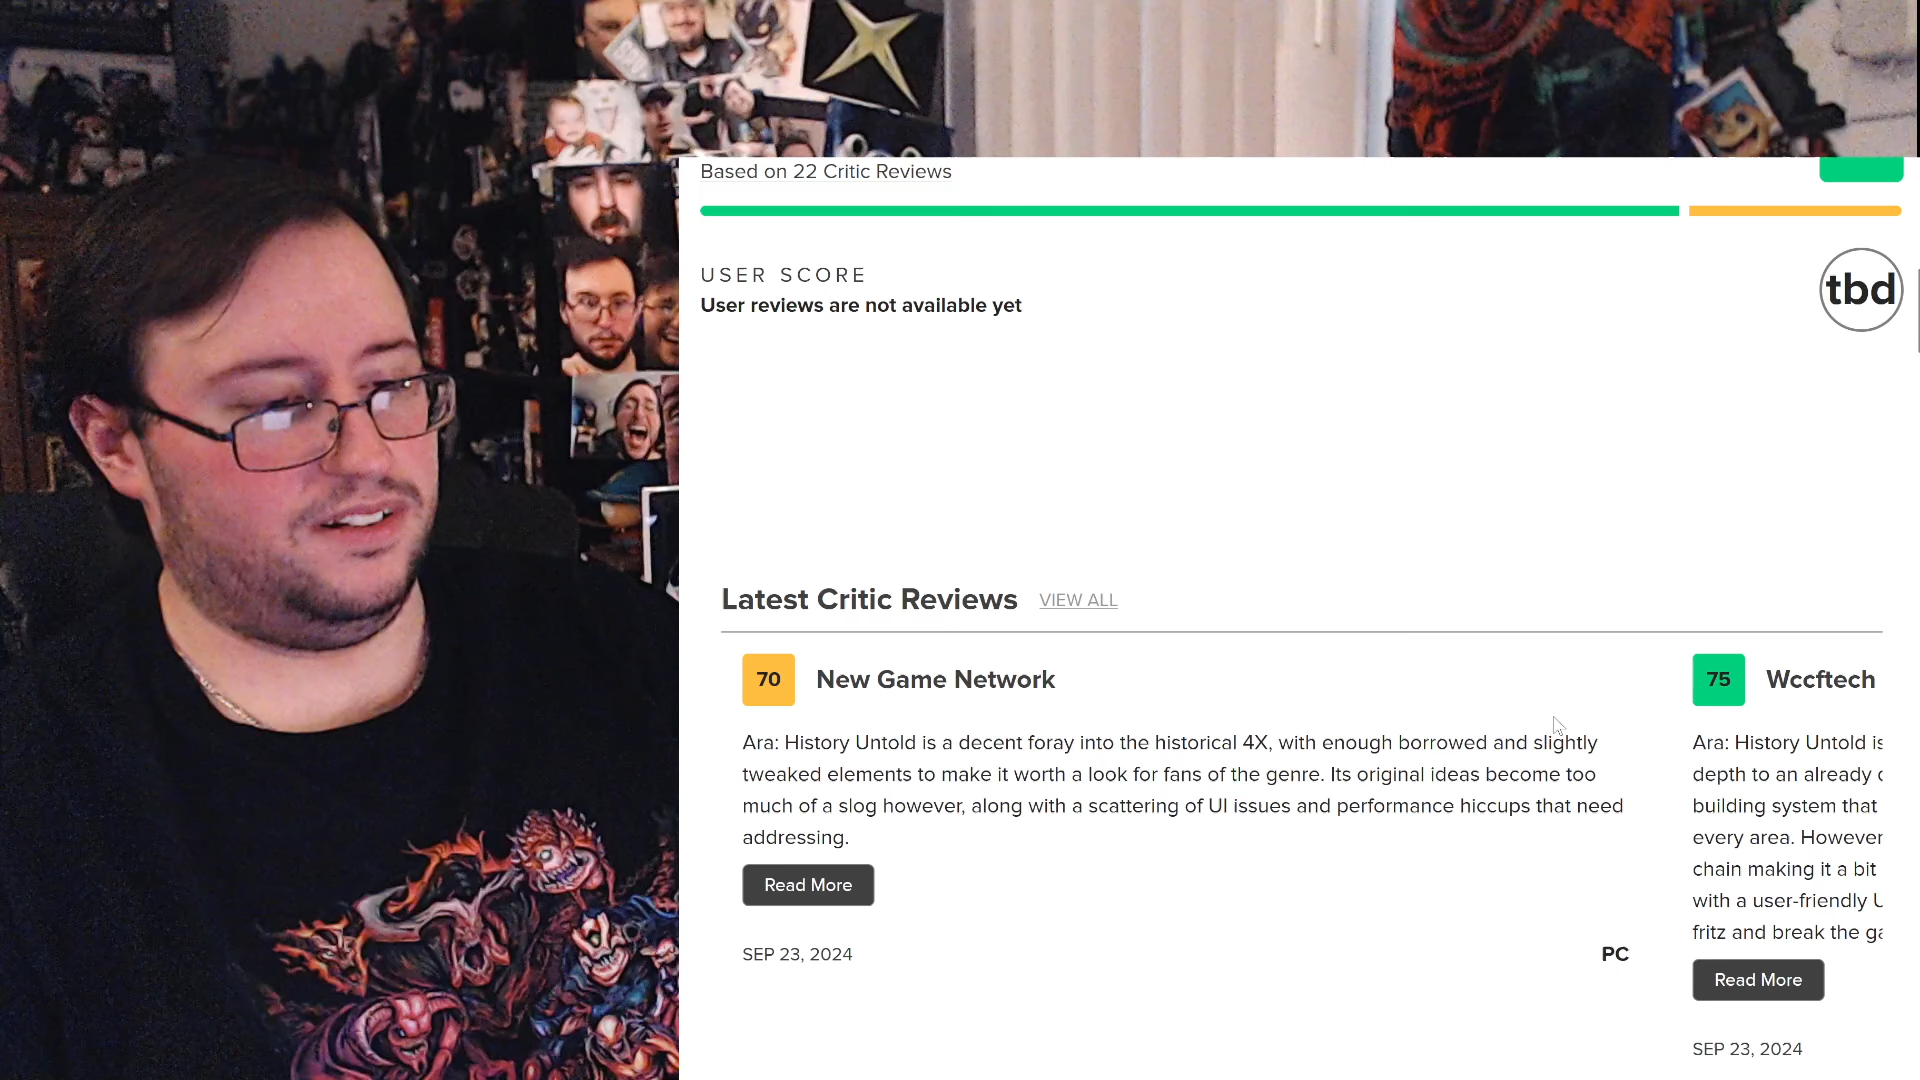 Based on 22 Critic Reviews
USER SCORE
User reviews are not available yet
tbd
Latest Critic Reviews VIEW ALL
70 New Game Network
Ara: History Untold is a decent foray into the historical 4X, with enough borrowed and slightly
tweaked elements to make it worth a look for fans of the genre. Its original ideas become too
much of a slog however, along with a scattering of UI issues and performance hiccups that need
addressing.
Read More
SEP 23, 2024
PC
75 Wccftech
Ara: History Untold is
depth to an already
building system that
every area. However
chain making it a bit
with a user-friendly
fritz and break the
Read More
SEP 23, 2024